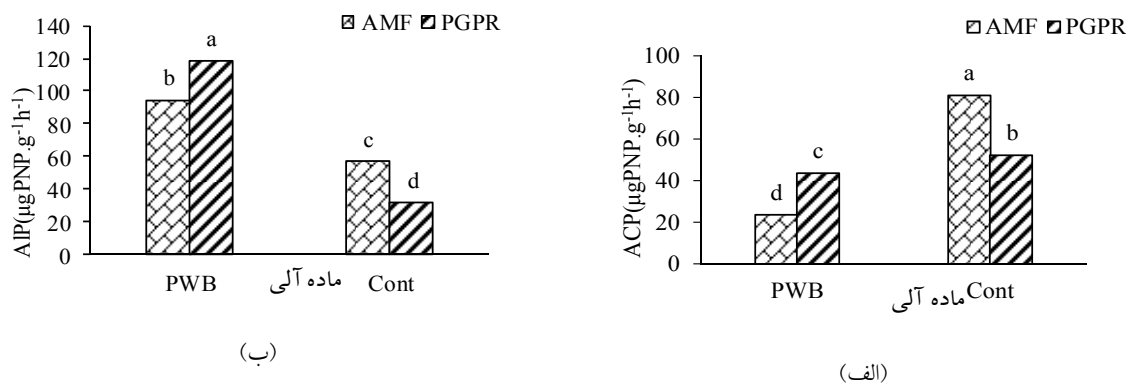 AMF PGPR
140
120
100
80
60
40
20
0
AlP(µgPNP.g⁻¹h⁻¹)
b
a
c
d
PWB
ماده آلی
Cont
(ب)
AMF PGPR
100
80
60
40
20
0
ACP(µgPNP.g⁻¹h⁻¹)
d
c
a
b
PWB
ماده آلی
Cont
(الف)